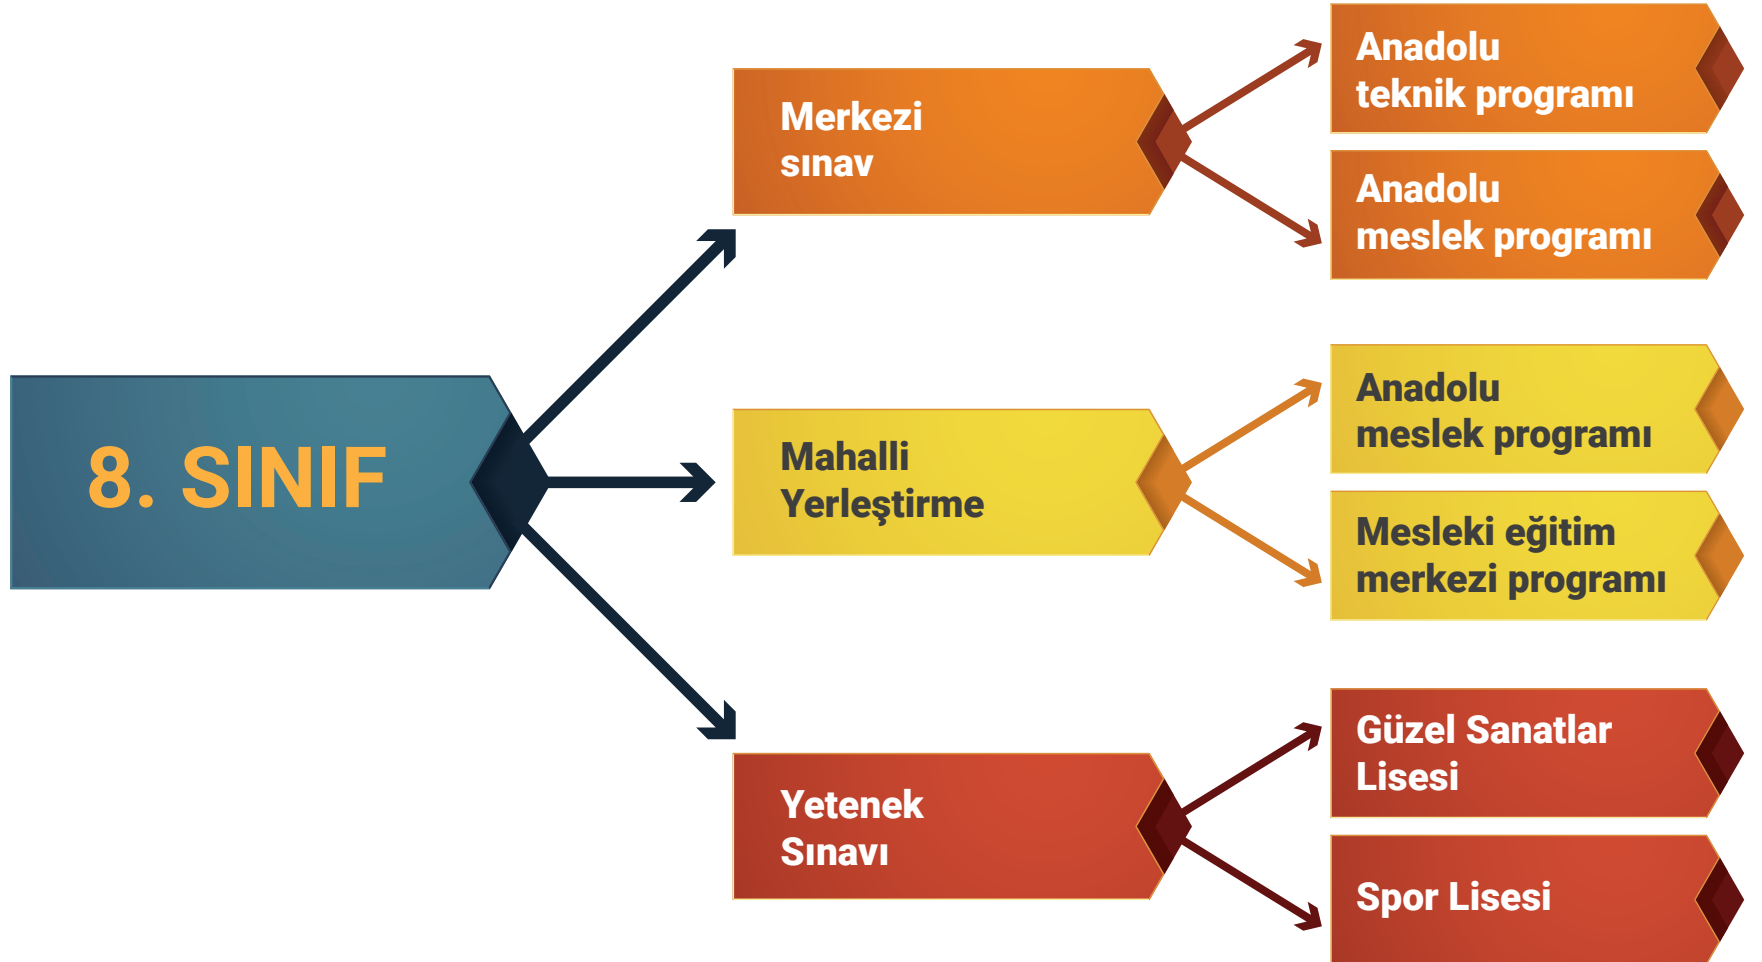 8. SINIF
Merkezi
sınav
Anadolu
teknik programı
Anadolu
meslek programı
Mahalli
Yerleştirme
Anadolu
meslek programı
Mesleki eğitim
merkezi programı
Yetenek
Sınavı
Güzel Sanatlar
Lisesi
Spor Lisesi